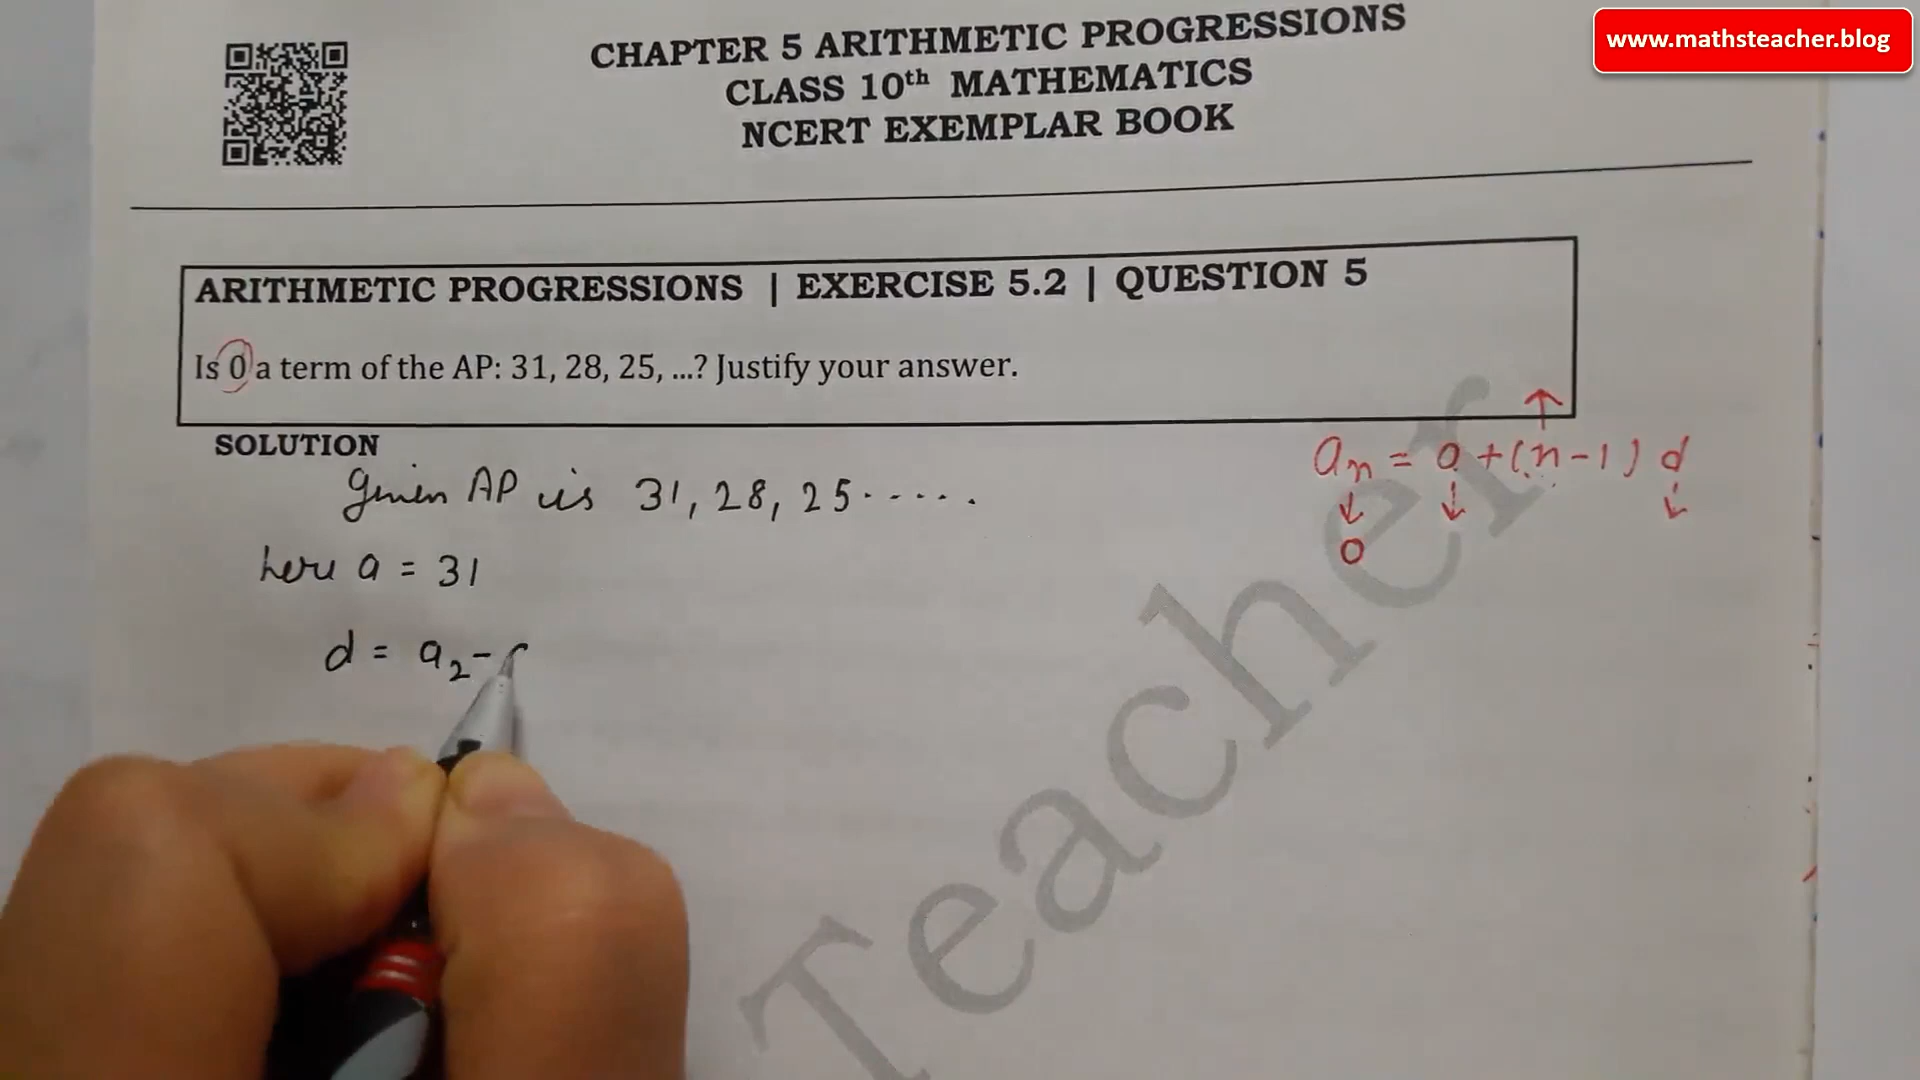 www.mathsteacher.blog
CHAPTER 5 ARITHMETIC PROGRESSIONS
CLASS 10th MATHEMATICS
NCERT EXEMPLAR BOOK
ARITHMETIC PROGRESSIONS | EXERCISE 5.2 | QUESTION 5
Is 0 a term of the AP: 31, 28, 25, ...? Justify your answer.
SOLUTION
an = a + (n - 1) d
↓ ↓ ↑ ↓
0
Given AP is 31, 28, 25 ......
here a = 31
d = a2 -
Teacher